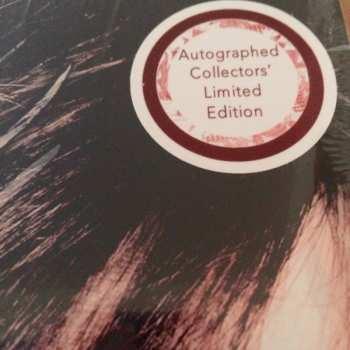 Autographed
Collectors'
Limited
Edition